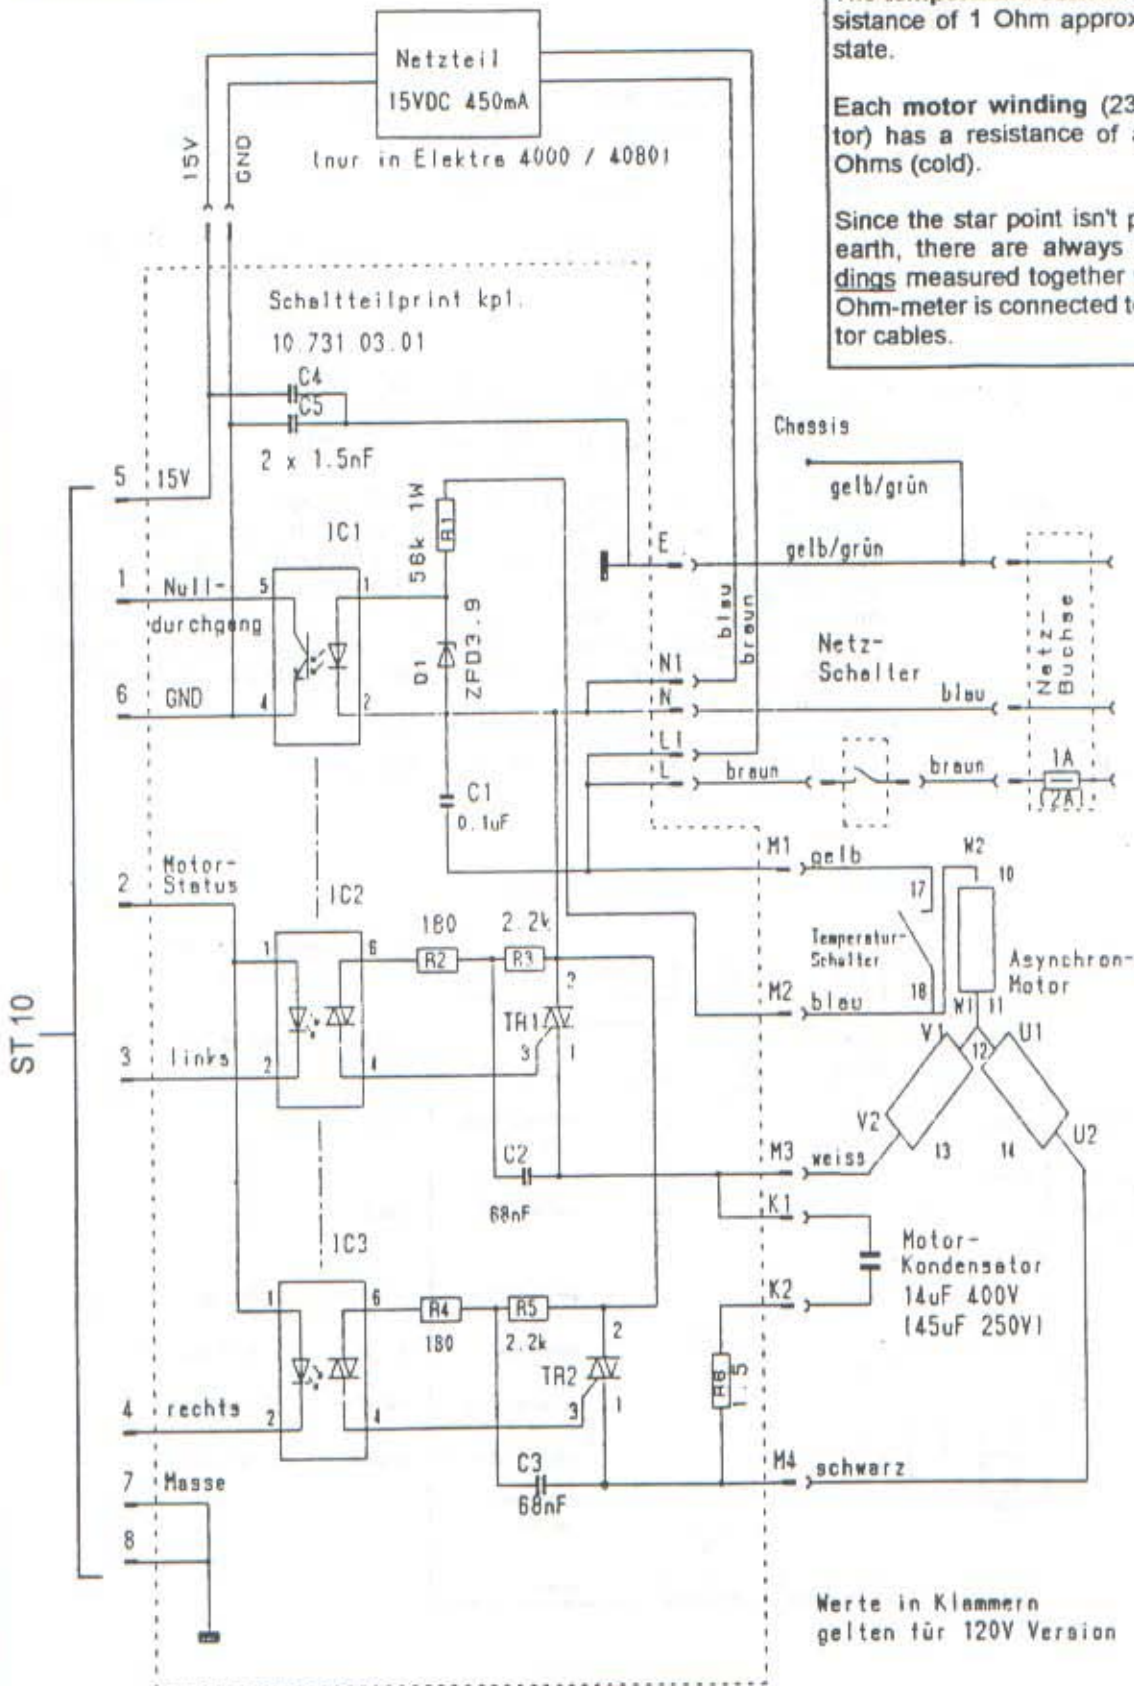 sistance of 1 Ohm approx
state.
Each motor winding (23
tor) has a resistance of a
Ohms (cold).
Since the star point isn't p
earth, there are always
dings measured together
Ohm-meter is connected t
tor cables.
Netzteil
15VDC 450mA
(nur in Elektra 4000 / 40801
15V
GND
Schaltteilprint kpl.
10.731 03.01
C4
C5
2 x 1.5nF
5 15V
IC1
56k 1W
R1
D1
ZPD3.9
1 Null-
durchgang
5
1
6 GND
4
2
C1
0.1uF
Chassis
gelb/grün
E
gelb/grün
blau
braun
N1
N
L1
L
Netz-
Schalter
blau
braun
braun
Netz-
Buchse
1A
(2A)
M1 gelb
W2
17
10
Temperatur-
Schalter
18
W1
11
Asynchron-
Motor
M2 blau
V1
12
U1
V2
13
14
U2
M3 weiss
K1
K2
Motor-
Kondensator
14uF 400V
(45uF 250V)
M4 schwarz
ST10
2 Motor-
Status
IC2
1
6
180
R2
2.2k
R3
2
TR1
3
1
3 links
2
4
C2
68nF
IC3
1
6
R4
180
R5
2.2k
2
TR2
3
1
R6
1.5
4 rechts
2
4
C3
68nF
7 Masse
8
Werte in Klammern
gelten für 120V Version